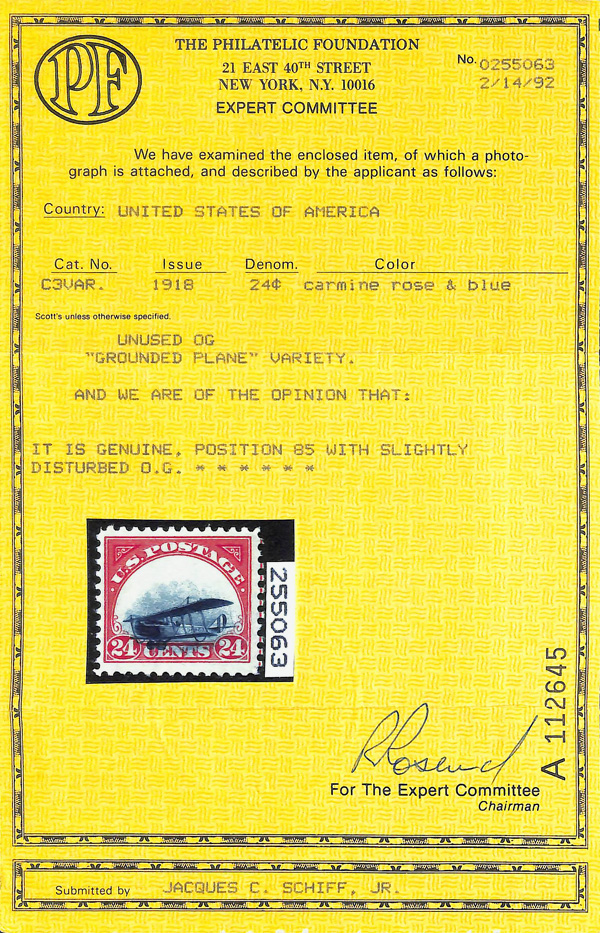 PF
THE PHILATELIC FOUNDATION
21 EAST 40TH STREET
NEW YORK, N.Y. 10016
EXPERT COMMITTEE
No. 0255063
2/14/92
We have examined the enclosed item, of which a photo-
graph is attached, and described by the applicant as follows:
Country: UNITED STATES OF AMERICA
Cat. No. Issue Denom. Color
C3VAR. 1918 24¢ carmine rose & blue
Scott's unless otherwise specified.
UNUSED OG
"GROUNDED PLANE" VARIETY.
AND WE ARE OF THE OPINION THAT:
IT IS GENUINE, POSITION 85 WITH SLIGHTLY
DISTURBED O.G. * * * * * *
U.S. POSTAGE
24 CENTS 24
255063
A 112645
For The Expert Committee
Chairman
Submitted by JACQUES C. SCHIFF, JR.